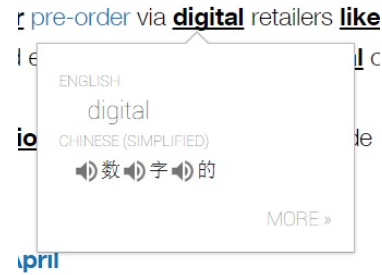 r pre-order via digital retailers like
ENGLISH
digital
CHINESE (SIMPLIFIED)
数字的
MORE »
April